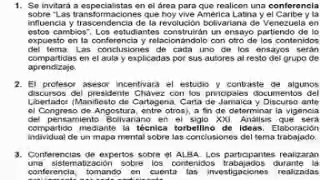 1. Se invitará a especialistas en el área para que realicen una conferencia
sobre "Las transformaciones que hoy vive América Latina y el Caribe y la
influencia y trascendencia de la revolución bolivariana de Venezuela en
estos cambios". Los estudiantes construirán un ensayo partiendo de lo
expuesto en la conferencia y relacionándolo con otro de los contenidos
del tema. Las conclusiones de cada uno de los ensayos serán
compartidas en el aula y explicadas por sus autores al resto del grupo de
aprendizaje.
2. El profesor asesor incentivará el estudio y contraste de algunos
discursos del presidente Chávez con los principales documentos del
Libertador (Manifiesto de Cartagena, Carta de Jamaica y Discurso ante
el Congreso de Angostura, entre otros), a fin de determinar la vigencia
del pensamiento Bolivariano en el siglo XXI. Análisis que será
compartido mediante la técnica torbellino de ideas. Elaboración
individual de un mapa mental sobre las conclusiones del tema trabajado.
3. Conferencias de expertos sobre el ALBA. Los participantes realizaran
una sistematización sobre los contenidos trabajados durante la
conferencia, tomando en cuenta las investigaciones realizadas